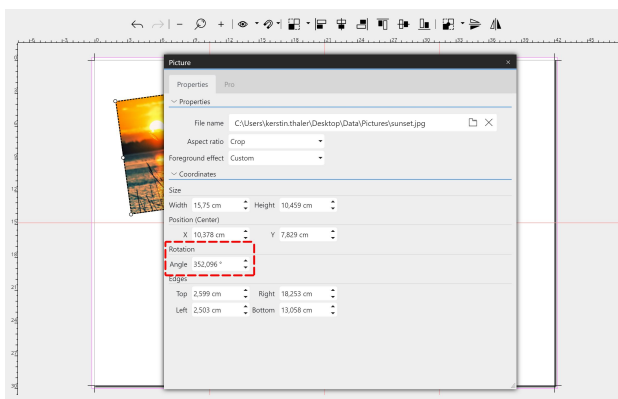 Picture
Properties Pro
Properties
File name C:\Users\kerstin.thaler\Desktop\Data\Pictures\sunset.jpg
Aspect ratio Crop
Foreground effect Custom
Coordinates
Size
Width 15,75 cm Height 10,459 cm
Position (Center)
X 10,378 cm Y 7,829 cm
Rotation
Angle 352,096 °
Edges
Top 2,599 cm Right 18,253 cm
Left 2,503 cm Bottom 13,058 cm